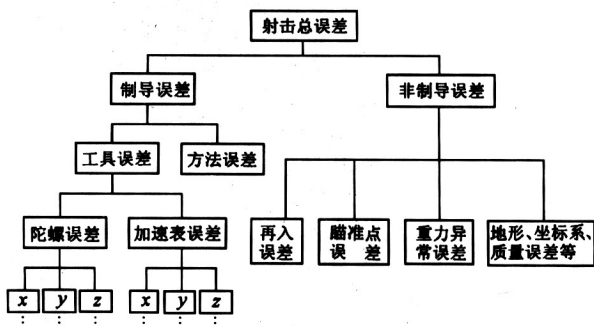 射击总误差
制导误差
非制导误差
工具误差
方法误差
陀螺误差
加速表误差
再入
误差
瞄准点
误 差
重力异
常误差
地形、坐标系、
质量误差等
x y z x y z
⋮ ⋮ ⋮ ⋮ ⋮ ⋮